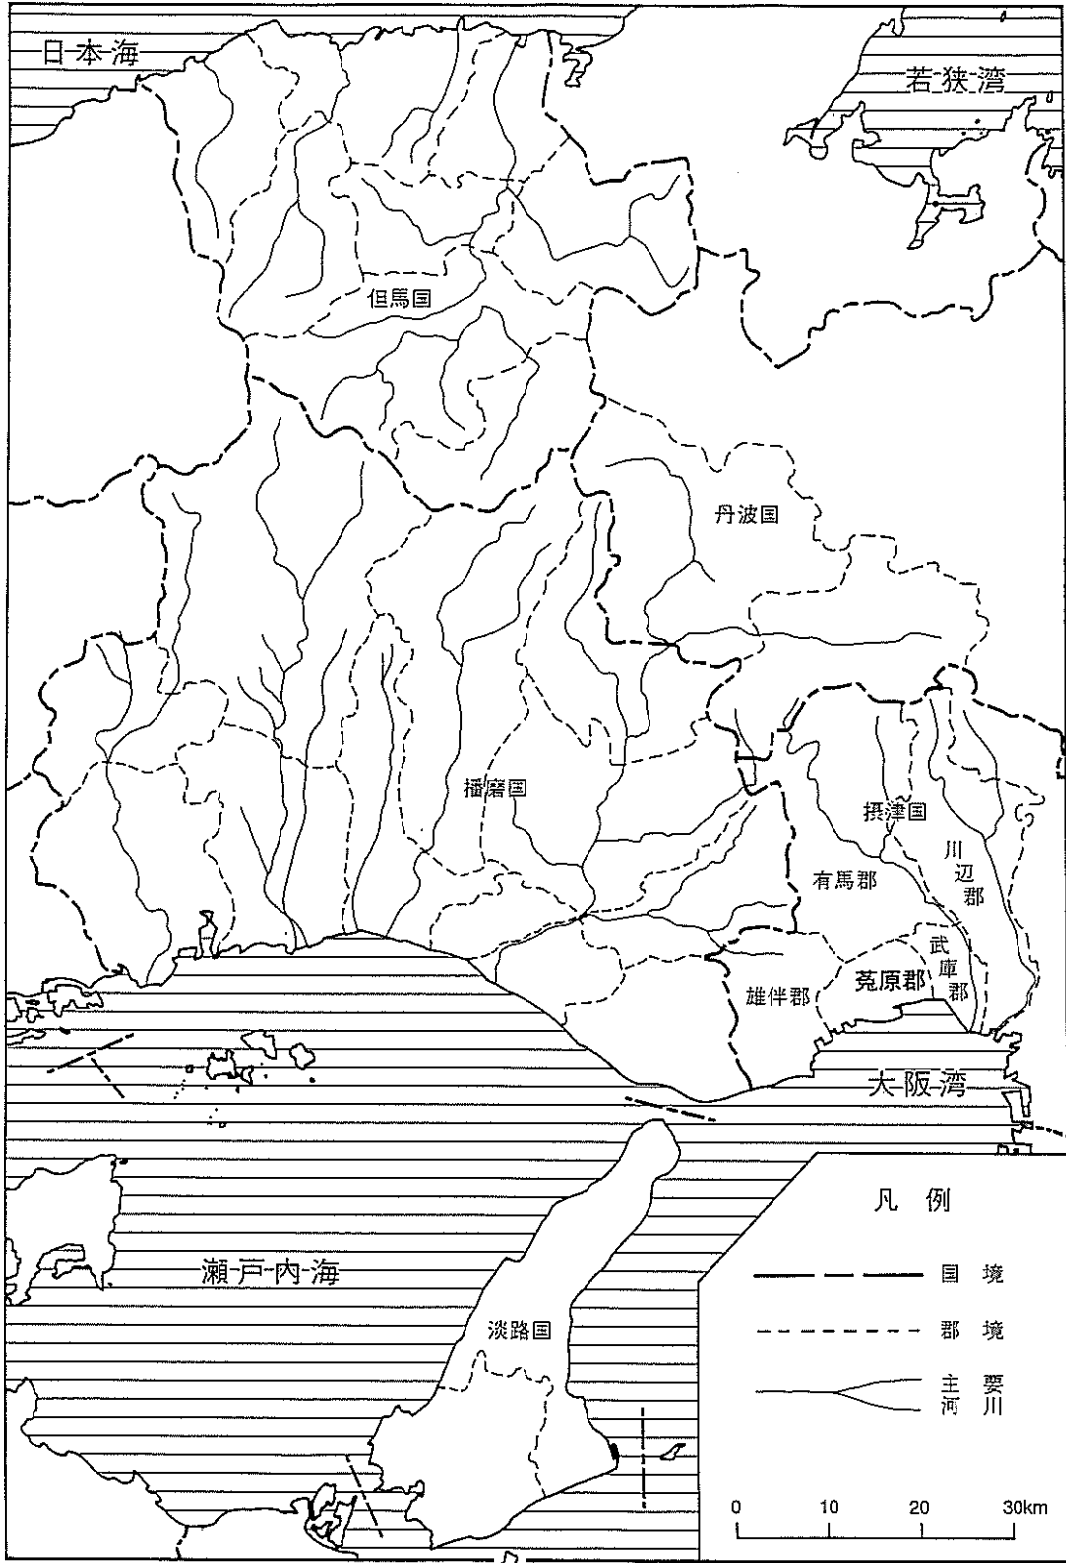 日本海
若狭湾
但馬国
丹波国
播磨国
摂津国
川辺郡
有馬郡
武庫郡
菟原郡
雄伴郡
大阪湾
瀬戸内海
淡路国
凡例
国境
郡境
主要
河川
0 10 20 30km